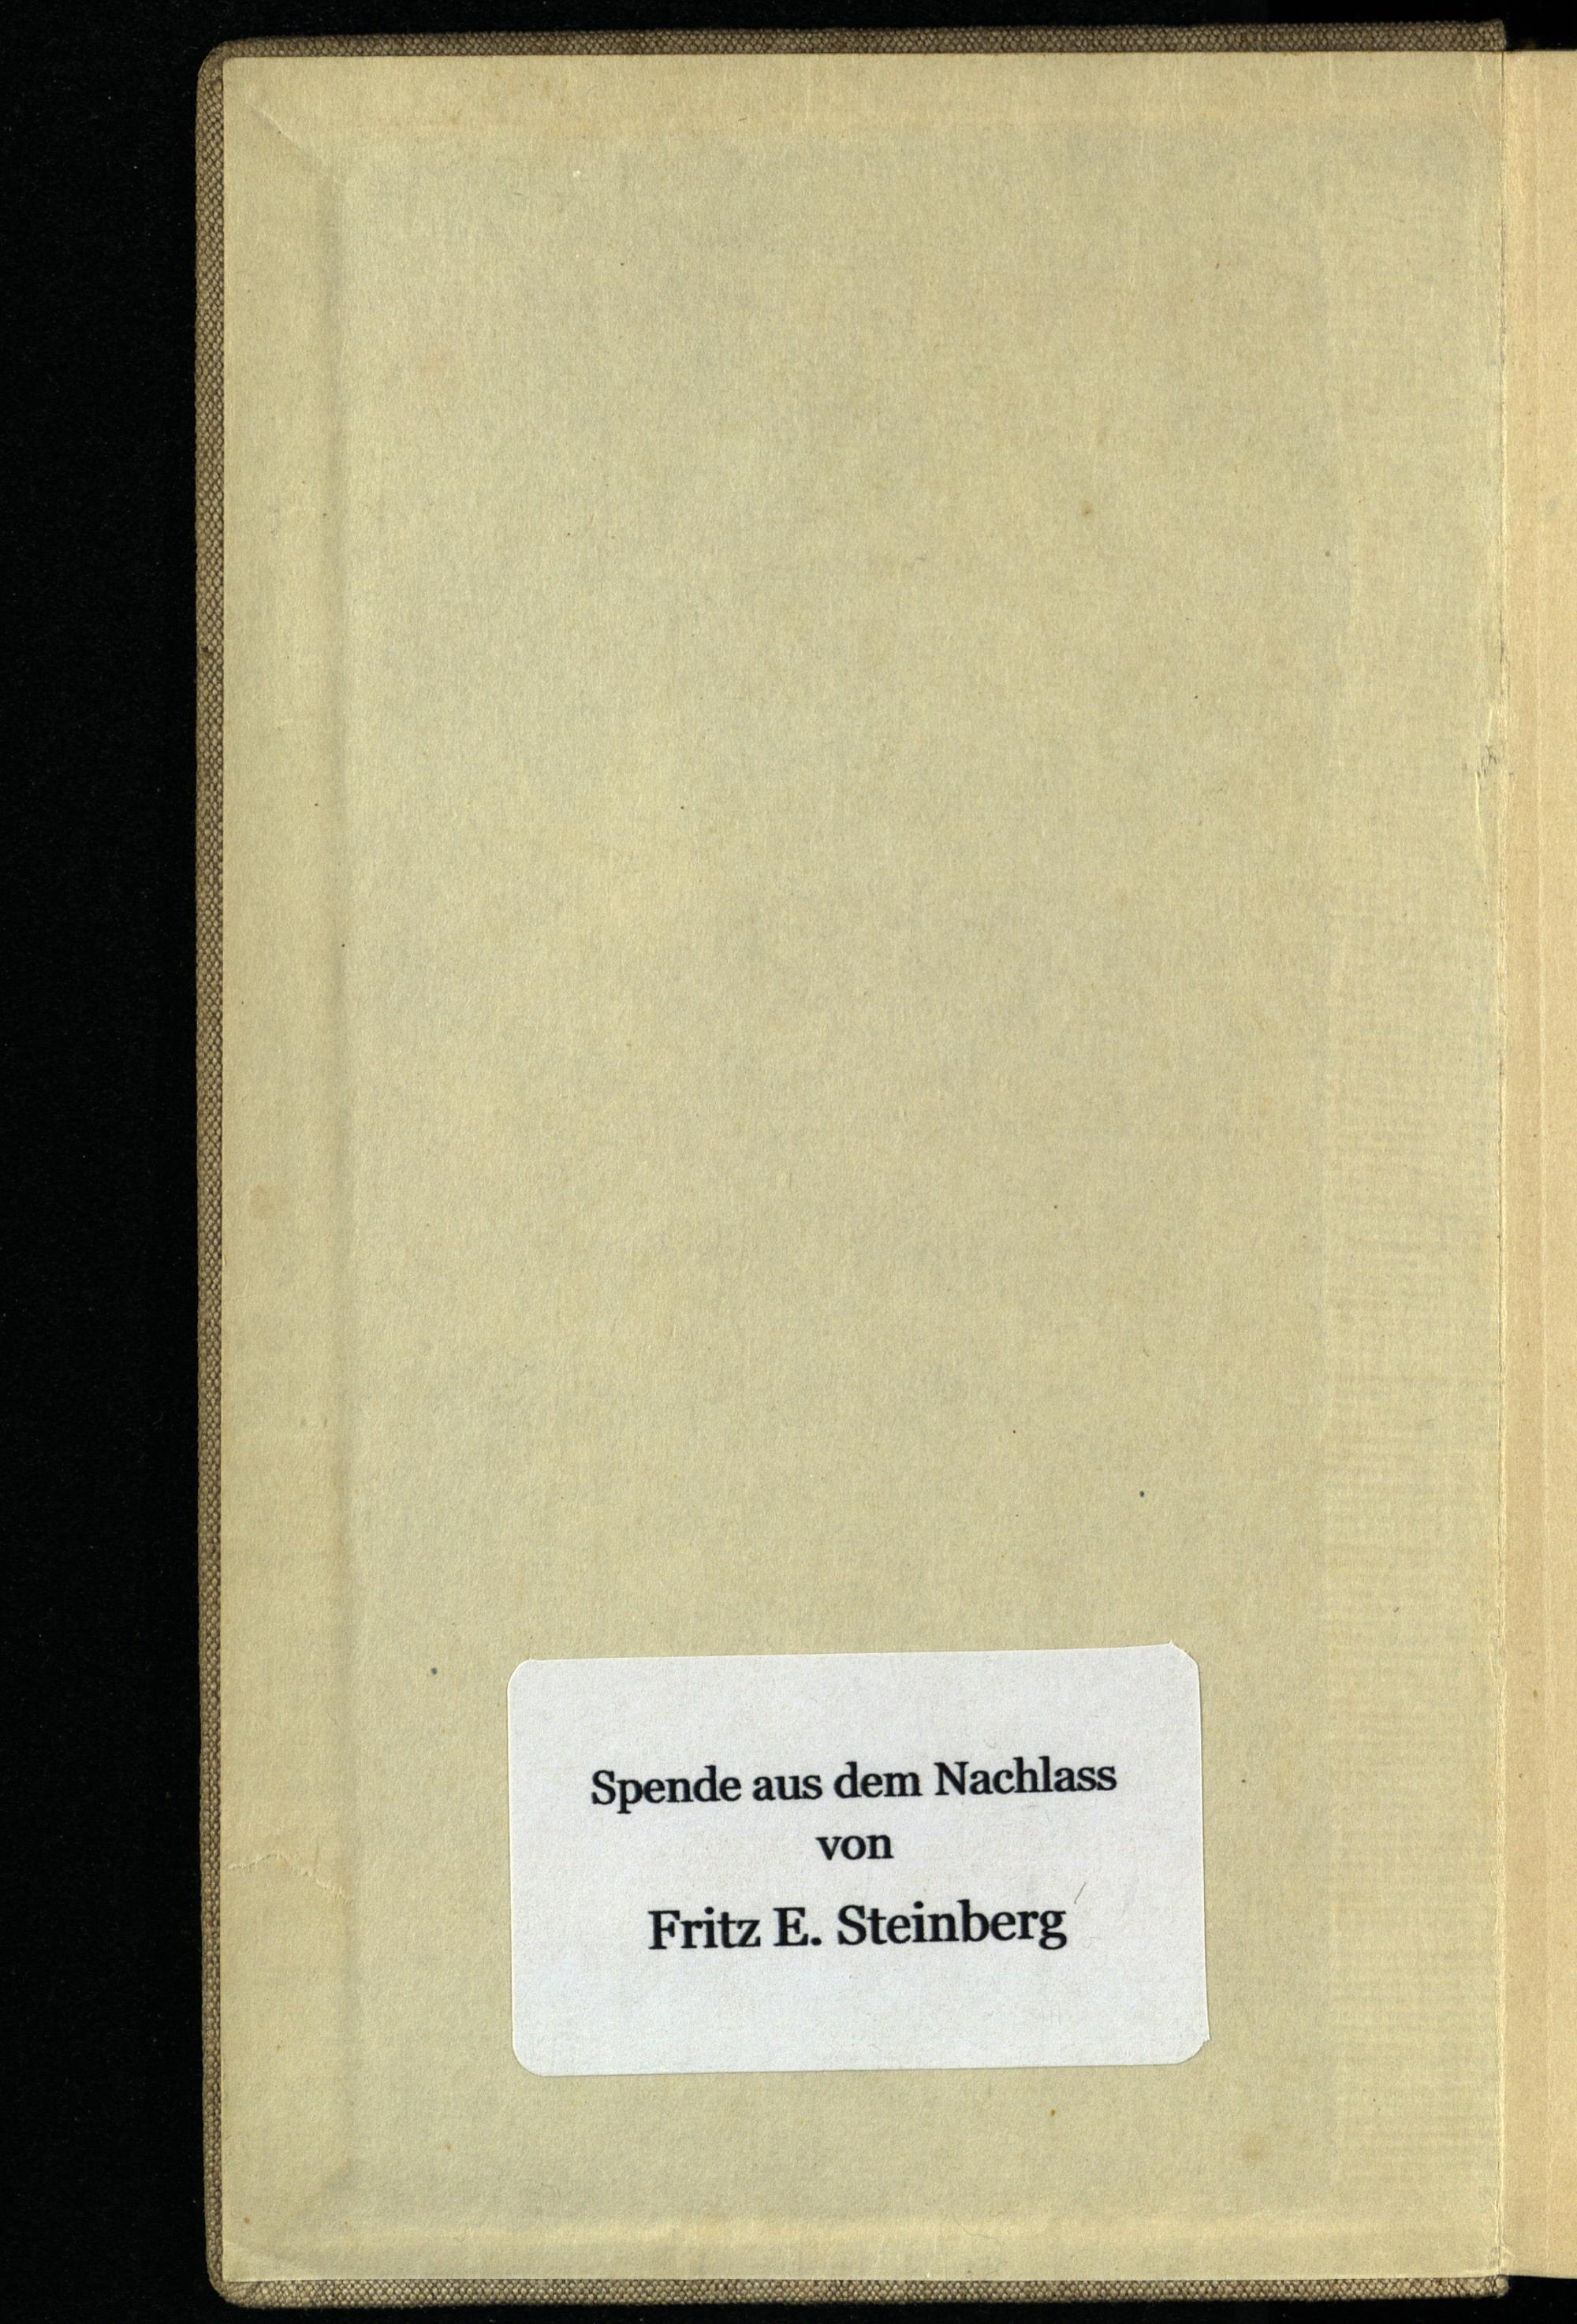 Spende aus dem Nachlass
von
Fritz E. Steinberg